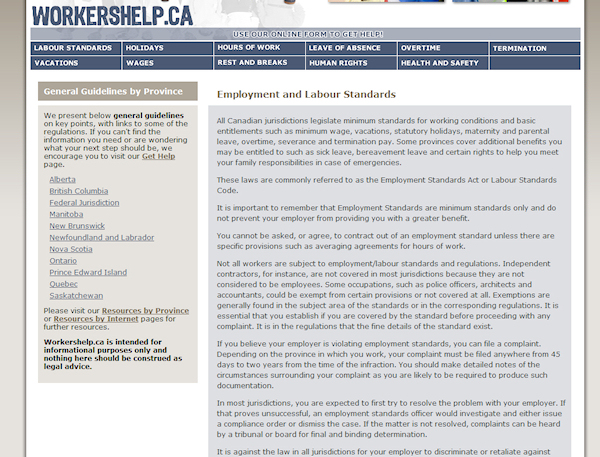 WORKERSHELP.CA
USE OUR ONLINE FORM TO GET HELP!
LABOUR STANDARDS HOLIDAYS HOURS OF WORK LEAVE OF ABSENCE OVERTIME TERMINATION
VACATIONS WAGES REST AND BREAKS HUMAN RIGHTS HEALTH AND SAFETY
General Guidelines by Province
We present below general guidelines
on key points, with links to some of the
regulations. If you can't find the
information you need or are wondering
what your next step should be, we
encourage you to visit our Get Help
page.
Alberta
British Columbia
Federal Jurisdiction
Manitoba
New Brunswick
Newfoundland and Labrador
Nova Scotia
Ontario
Prince Edward Island
Quebec
Saskatchewan
Please visit our Resources by Province
or Resources by Internet pages for
further resources.
Workershelp.ca is intended for
informational purposes only and
nothing here should be construed as
legal advice.
Employment and Labour Standards
All Canadian jurisdictions legislate minimum standards for working conditions and basic
entitlements such as minimum wage, vacations, statutory holidays, maternity and parental
leave, overtime, severance and termination pay. Some provinces cover additional benefits you
may be entitled to such as sick leave, bereavement leave and certain rights to help you meet
your family responsibilities in case of emergencies.
These laws are commonly referred to as the Employment Standards Act or Labour Standards
Code.
It is important to remember that Employment Standards are minimum standards only and do
not prevent your employer from providing you with a greater benefit.
You cannot be asked, or agree, to contract out of an employment standard unless there are
specific provisions such as averaging agreements for hours of work.
Not all workers are subject to employment/labour standards and regulations. Independent
contractors, for instance, are not covered in most jurisdictions because they are not
considered to be employees. Some occupations, such as police officers, architects and
accountants, could be exempt from certain provisions or not covered at all. Exemptions are
generally found in the subject area of the standards or in the corresponding regulations. It is
essential that you establish if you are covered by the standard before proceeding with any
complaint. It is in the regulations that the fine details of the standard exist.
If you believe your employer is violating employment standards, you can file a complaint.
Depending on the province in which you work, your complaint must be filed anywhere from 45
days to two years from the time of the infraction. You should make detailed notes of the
circumstances surrounding your complaint as you are likely to be required to produce such
documentation.
In most jurisdictions, you are expected to first try to resolve the problem with your employer. If
that proves unsuccessful, an employment standards officer would investigate and either issue
a compliance order or dismiss the case. If the matter is not resolved, complaints can be heard
by a tribunal or board for final and binding determination.
It is against the law in all jurisdictions for your employer to discriminate or retaliate against